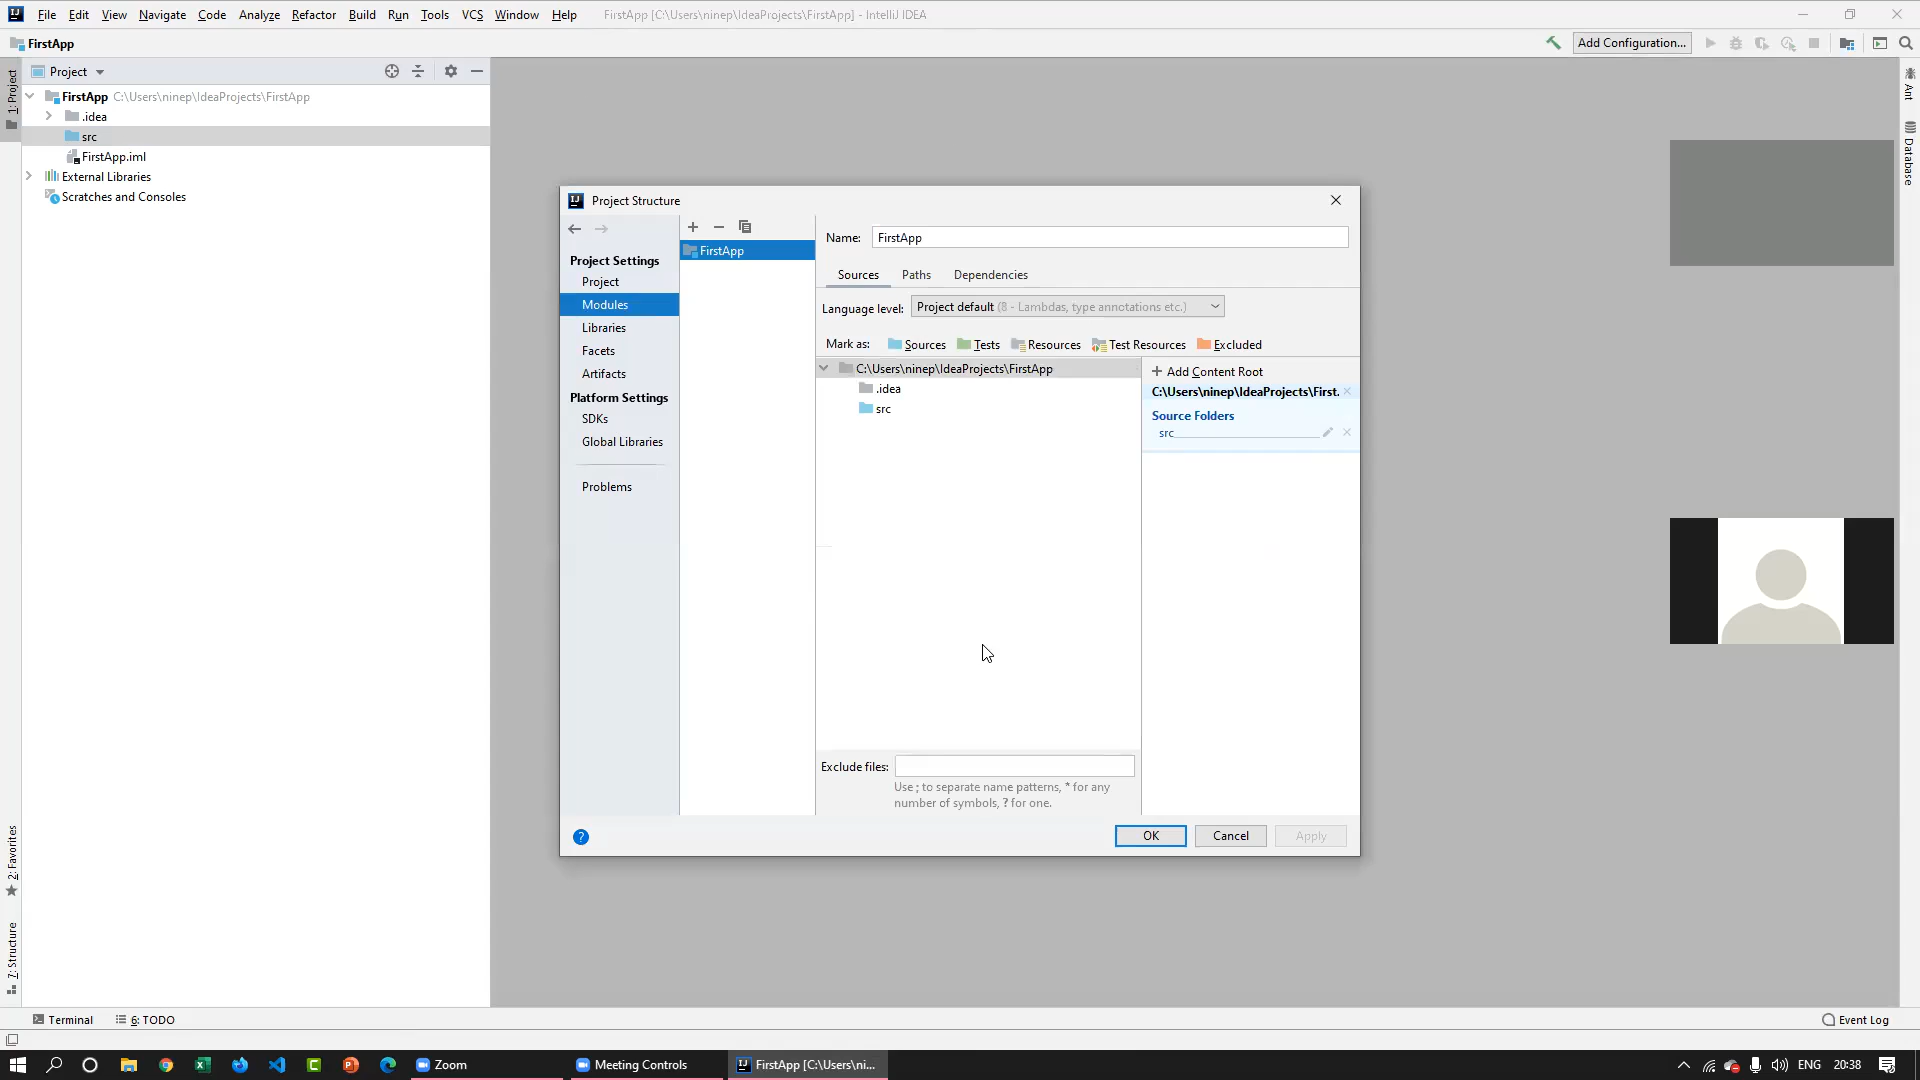 File Edit View Navigate Code Analyze Refactor Build Run Tools VCS Window Help FirstApp [C:\Users\ninep\IdeaProjects\FirstApp] - IntelliJ IDEA
FirstApp
Add Configuration...
1: Project
Project
FirstApp C:\Users\ninep\IdeaProjects\FirstApp
.idea
src
FirstApp.iml
External Libraries
Scratches and Consoles
Ant
Database
Project Structure
Project Settings
Project
Modules
Libraries
Facets
Artifacts
Platform Settings
SDKs
Global Libraries
Problems
FirstApp
Name: FirstApp
Sources Paths Dependencies
Language level: Project default (8 - Lambdas, type annotations etc.)
Mark as: Sources Tests Resources Test Resources Excluded
C:\Users\ninep\IdeaProjects\FirstApp
.idea
src
+ Add Content Root
C:\Users\ninep\IdeaProjects\First.
Source Folders
src
Exclude files:
Use ; to separate name patterns, * for any
number of symbols, ? for one.
?
OK Cancel Apply
2: Favorites
7: Structure
Terminal 6: TODO Event Log
Zoom Meeting Controls FirstApp [C:\Users\ni... ENG 20:38